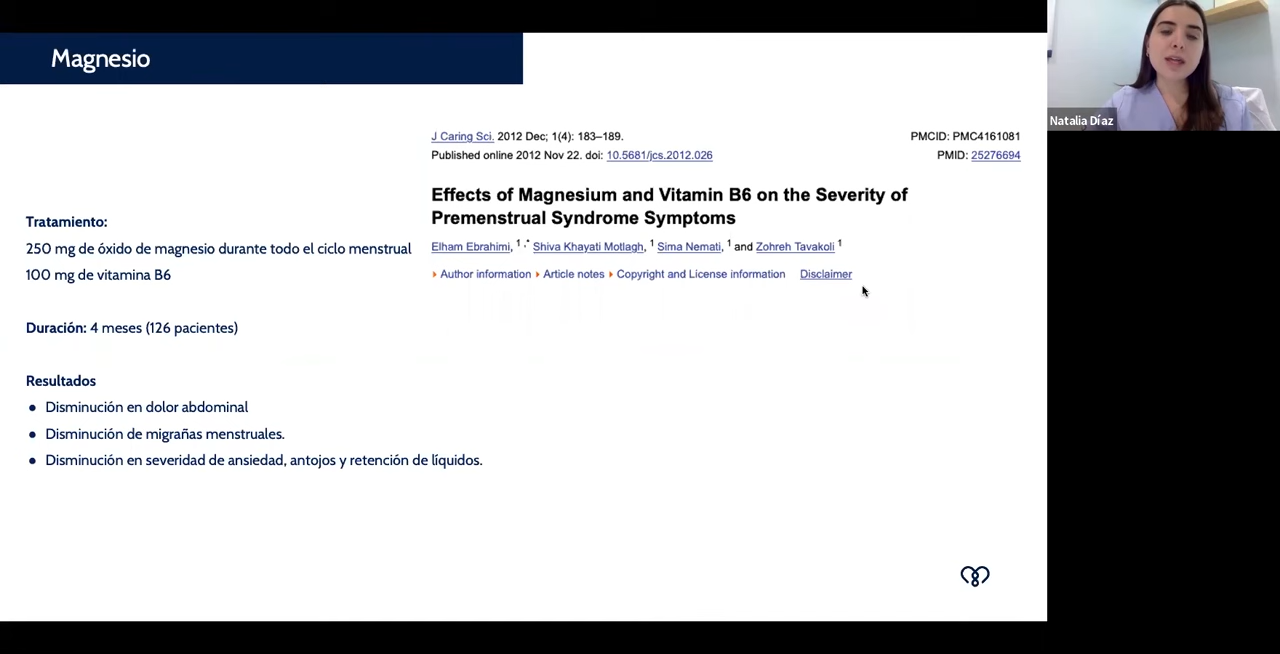 Magnesio
Natalia Díaz
J Caring Sci. 2012 Dec; 1(4): 183–189.
PMCID: PMC4161081
Published online 2012 Nov 22. doi: 10.5681/jcs.2012.026
PMID: 25276694
Effects of Magnesium and Vitamin B6 on the Severity of
Premenstrual Syndrome Symptoms
Elham Ebrahimi, 1 ,* Shiva Khayati Motlagh, 1 Sima Nemati, 1 and Zohreh Tavakoli 1
Author information Article notes Copyright and License information Disclaimer
Tratamiento:
250 mg de óxido de magnesio durante todo el ciclo menstrual
100 mg de vitamina B6
Duración: 4 meses (126 pacientes)
Resultados
● Disminución en dolor abdominal
● Disminución de migrañas menstruales.
● Disminución en severidad de ansiedad, antojos y retención de líquidos.